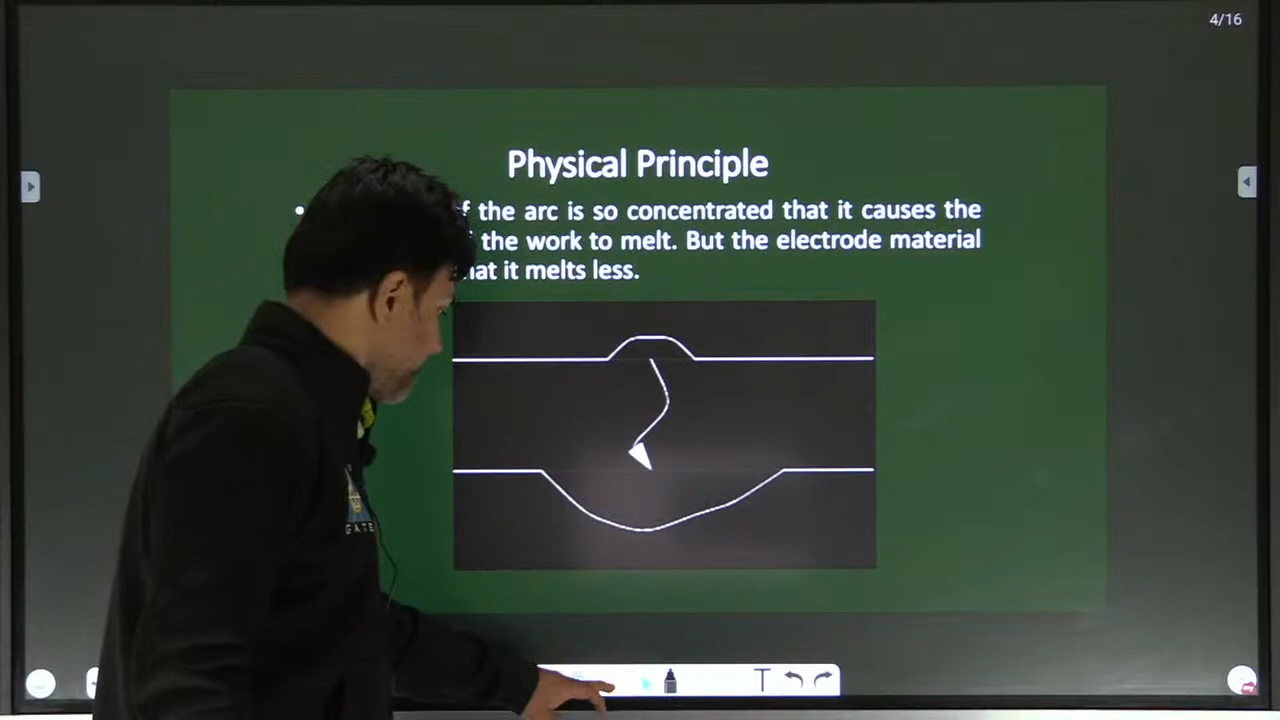 4/16
Physical Principle
• f the arc is so concentrated that it causes the
the work to melt. But the electrode material
it melts less.
GATE
T